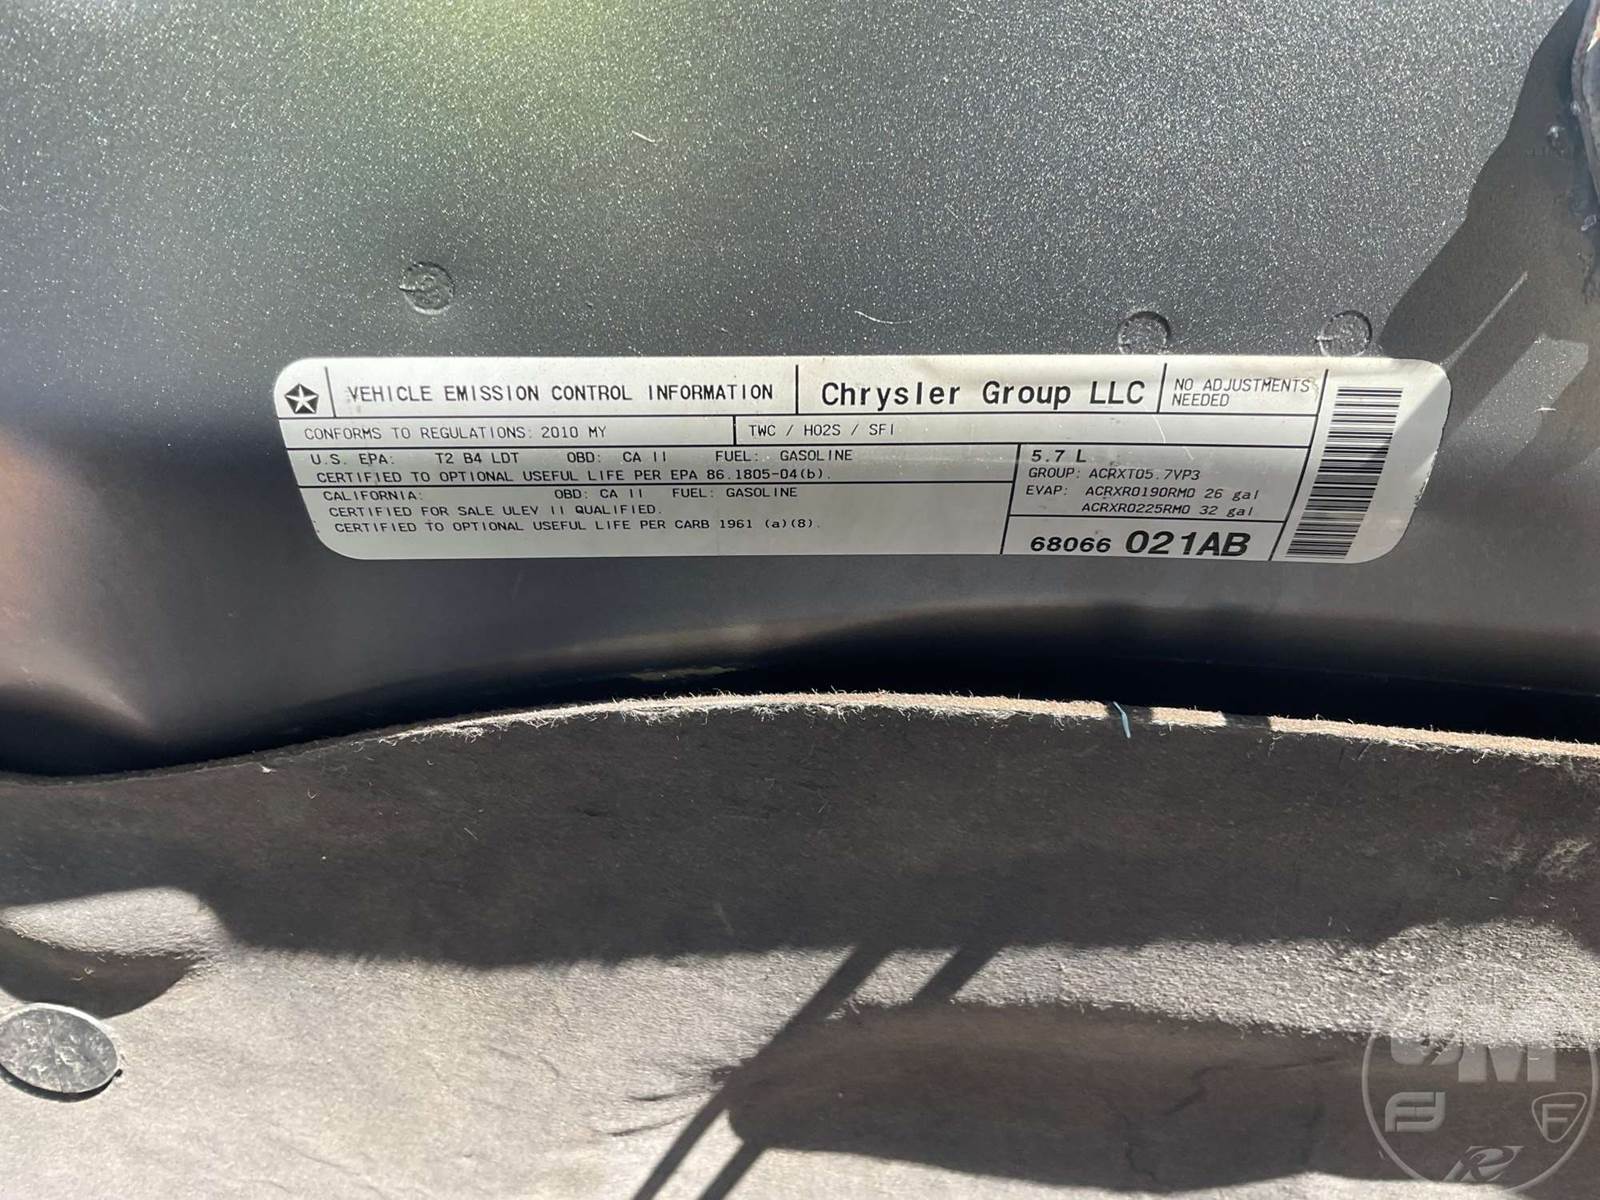 VEHICLE EMISSION CONTROL INFORMATION
Chrysler Group LLC
NO ADJUSTMENTS
NEEDED
CONFORMS TO REGULATIONS: 2010 MY
TWC / HO2S / SFI
U.S. EPA: T2 B4 LDT OBD: CA II FUEL: GASOLINE
CERTIFIED TO OPTIONAL USEFUL LIFE PER EPA 86.1805-04(b).
CALIFORNIA: OBD: CA II FUEL: GASOLINE
CERTIFIED FOR SALE ULEV II QUALIFIED.
CERTIFIED TO OPTIONAL USEFUL LIFE PER CARB 1961 (a)(8).
5.7 L
GROUP: ACRXT05.7VP3
EVAP: ACRXR0190RM0 26 gal
ACRXR0225RM0 32 gal
68066 021AB